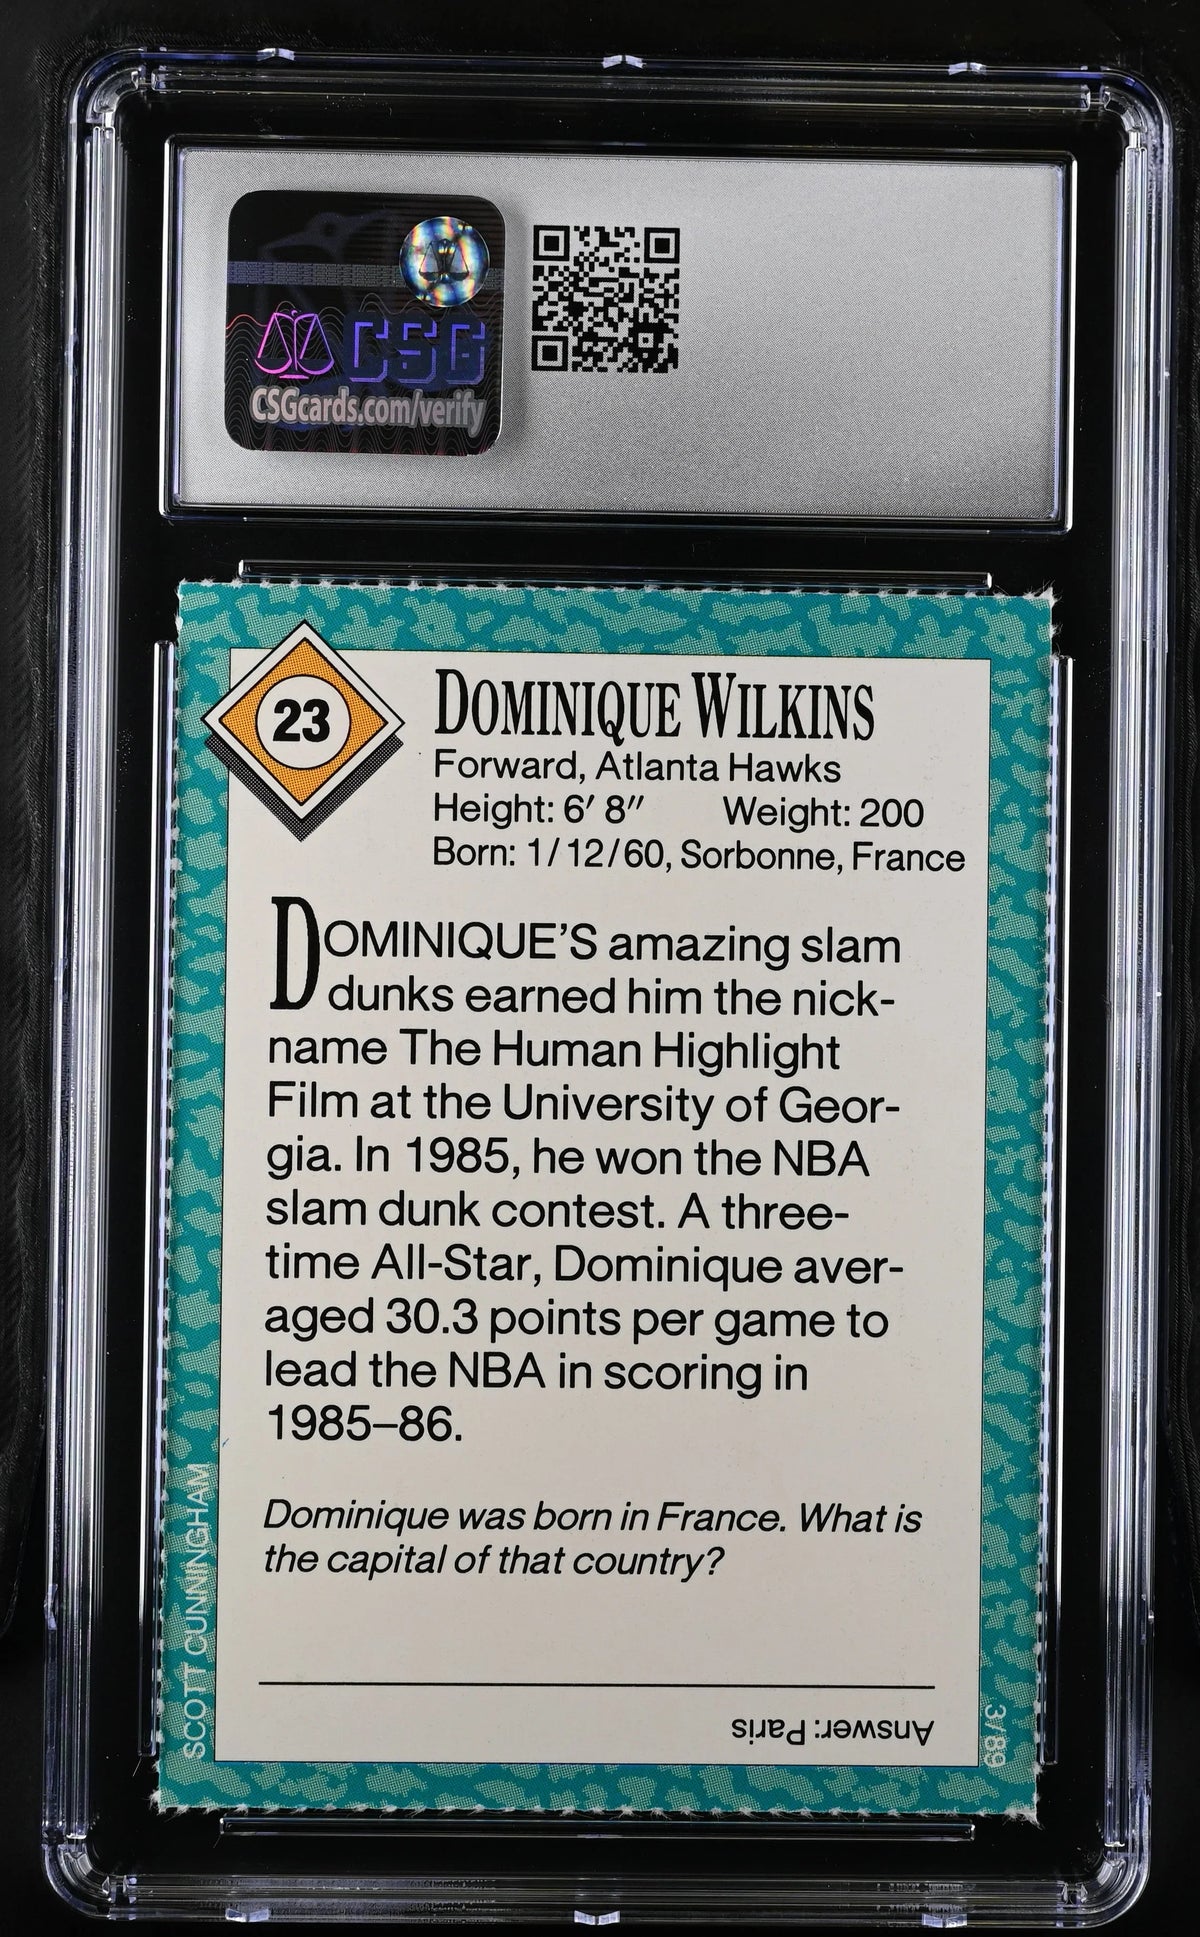 CSG
CSGcards.com/verify
23
DOMINIQUE WILKINS
Forward, Atlanta Hawks
Height: 6′ 8″ Weight: 200
Born: 1/12/60, Sorbonne, France
DOMINIQUE'S amazing slam
dunks earned him the nick-
name The Human Highlight
Film at the University of Geor-
gia. In 1985, he won the NBA
slam dunk contest. A three-
time All-Star, Dominique aver-
aged 30.3 points per game to
lead the NBA in scoring in
1985–86.
Dominique was born in France. What is
the capital of that country?
Answer: Paris
SCOTT CUNNINGHAM
3/89